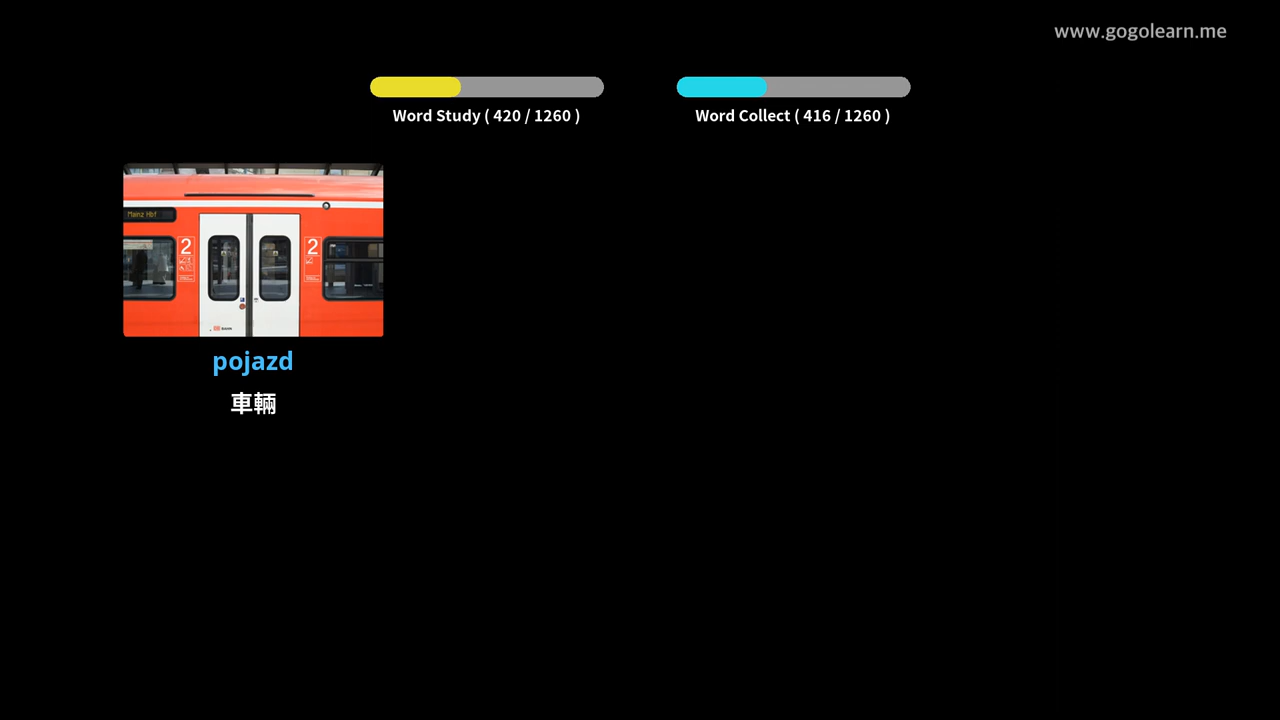 www.gogolearn.me
Word Study ( 420 / 1260 )
Word Collect ( 416 / 1260 )
Mainz Hbf
2
2
pojazd
車輛